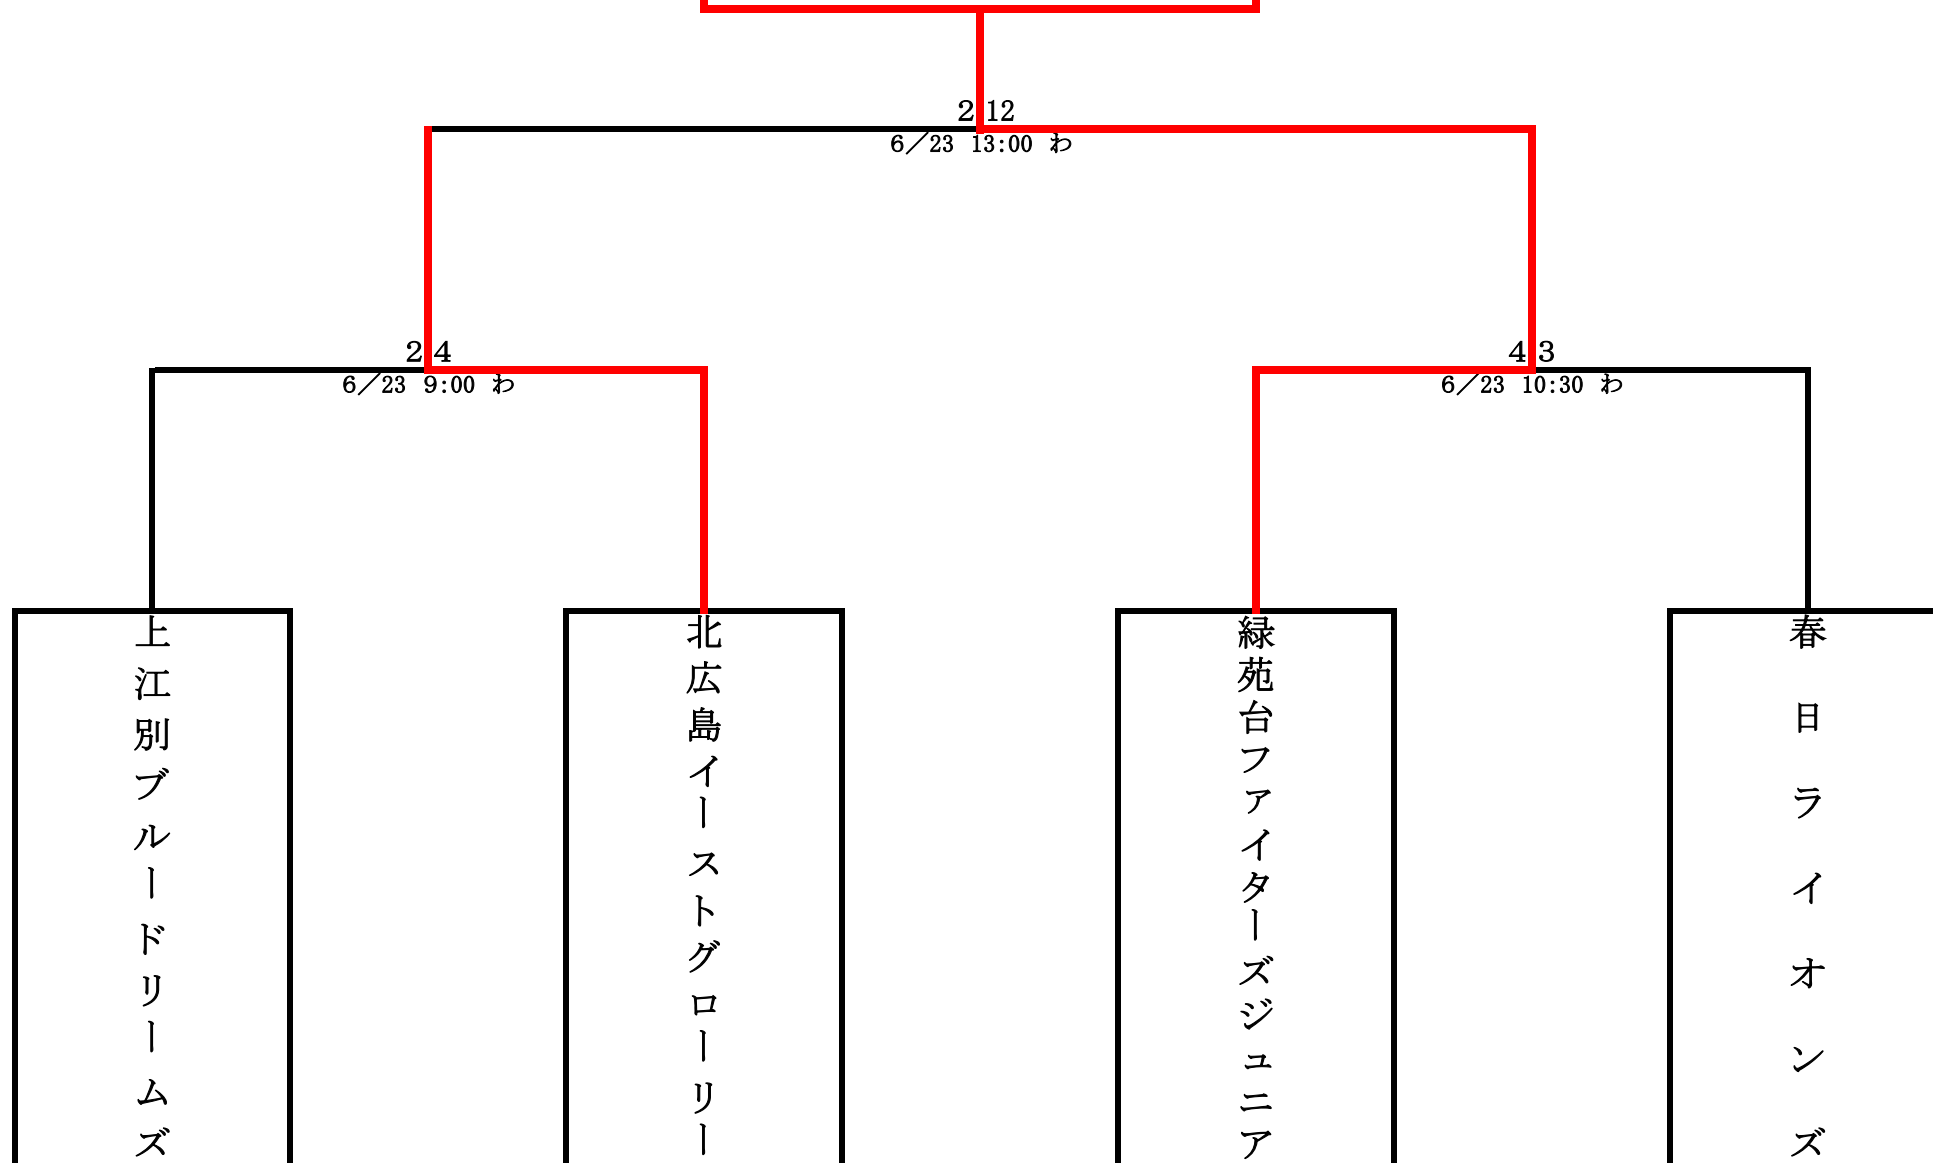 2 12
6／23 13:00 わ
2 4
6／23 9:00 わ
4 3
6／23 10:30 わ
上江別ブルードリームズ
北広島イーストグローリー
緑苑台ファイターズジュニア
春日ライオンズ